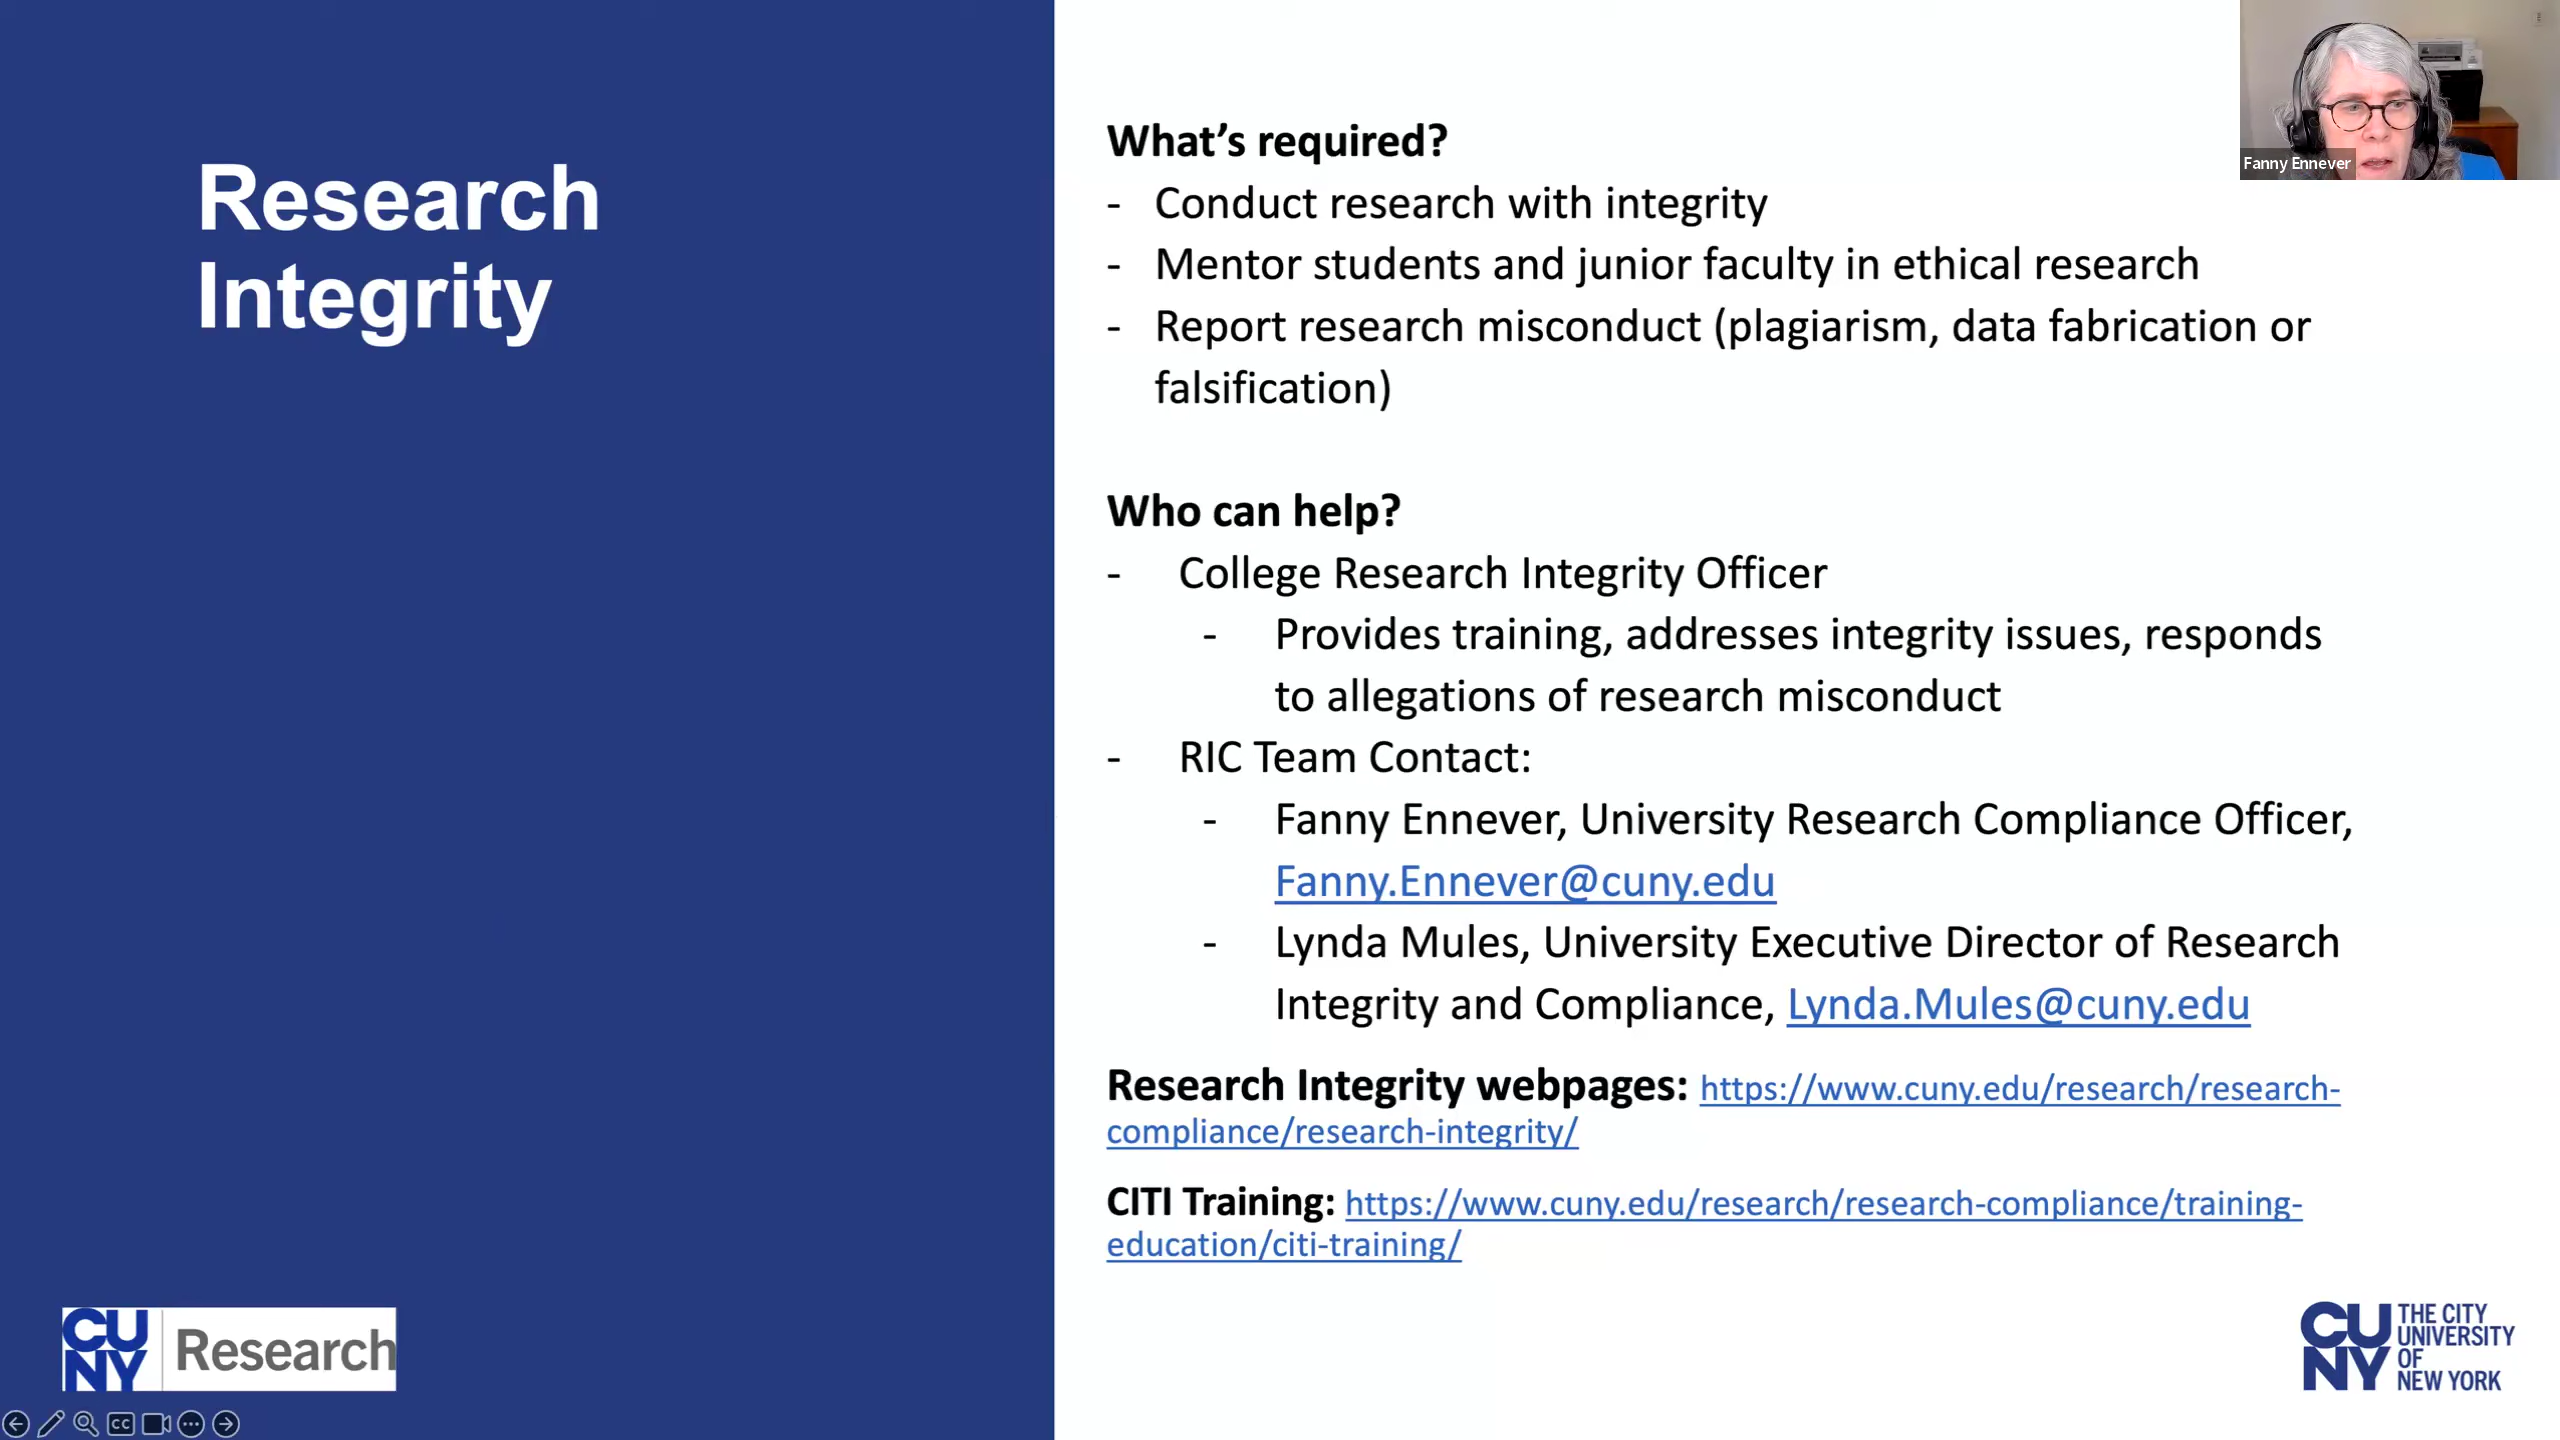 Research
Integrity
What’s required?
- Conduct research with integrity
- Mentor students and junior faculty in ethical research
- Report research misconduct (plagiarism, data fabrication or
falsification)
Who can help?
- College Research Integrity Officer
- Provides training, addresses integrity issues, responds
to allegations of research misconduct
- RIC Team Contact:
- Fanny Ennever, University Research Compliance Officer,
Fanny.Ennever@cuny.edu
- Lynda Mules, University Executive Director of Research
Integrity and Compliance, Lynda.Mules@cuny.edu
Research Integrity webpages: https://www.cuny.edu/research/research-
compliance/research-integrity/
CITI Training: https://www.cuny.edu/research/research-compliance/training-
education/citi-training/
Fanny Ennever
CU
NY
Research
CU
NY
THE CITY
UNIVERSITY
OF
NEW YORK
CC